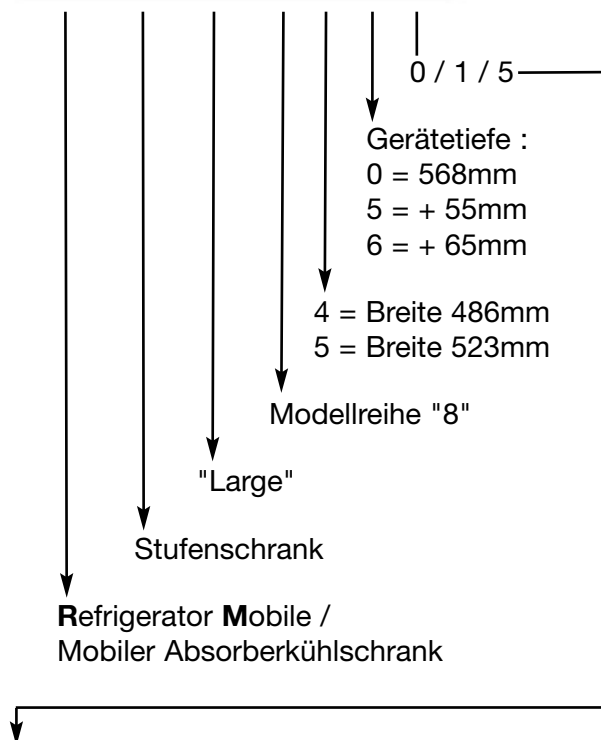 0 / 1 / 5
Gerätetiefe :
0 = 568mm
5 = + 55mm
6 = + 65mm
4 = Breite 486mm
5 = Breite 523mm
Modellreihe "8"
"Large"
Stufenschrank
Refrigerator Mobile /
Mobiler Absorberkühlschrank